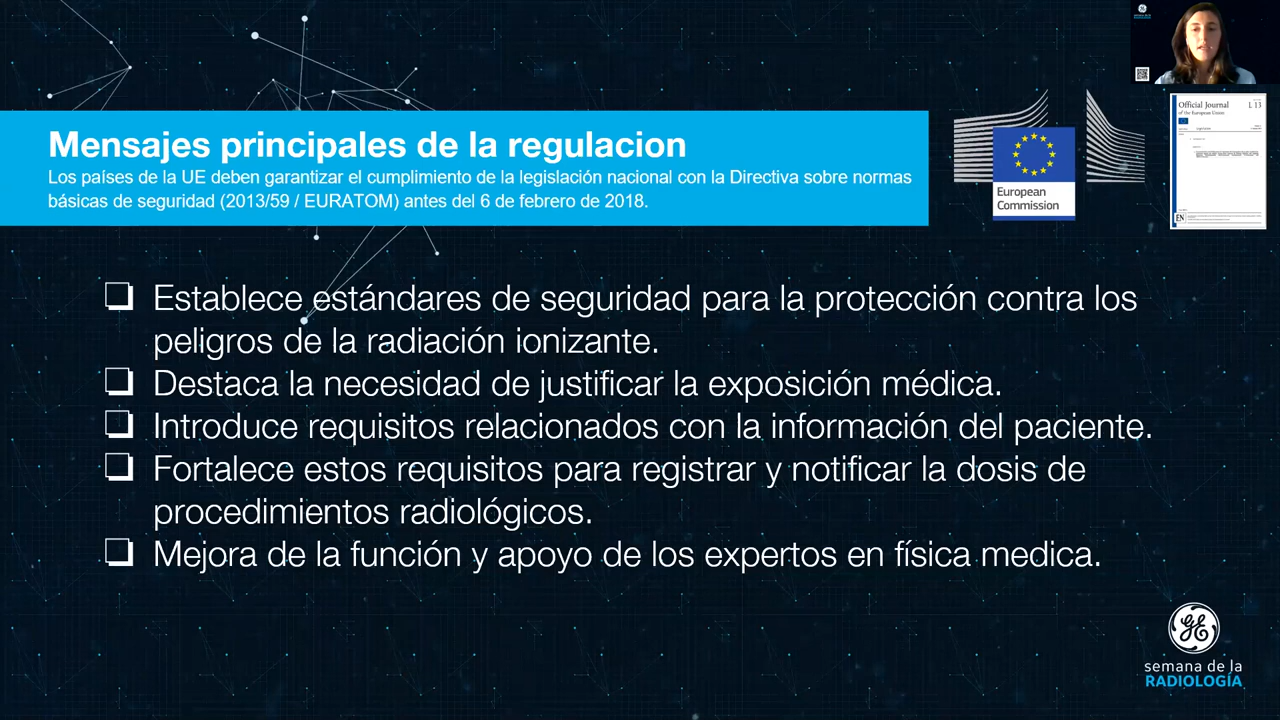 Mensajes principales de la regulacion
Los países de la UE deben garantizar el cumplimiento de la legislación nacional con la Directiva sobre normas
básicas de seguridad (2013/59 / EURATOM) antes del 6 de febrero de 2018.
European
Commission
Official Journal
L 13
of the European Union
EN
❑ Establece estándares de seguridad para la protección contra los
peligros de la radiación ionizante.
❑ Destaca la necesidad de justificar la exposición médica.
❑ Introduce requisitos relacionados con la información del paciente.
❑ Fortalece estos requisitos para registrar y notificar la dosis de
procedimientos radiológicos.
❑ Mejora de la función y apoyo de los expertos en física medica.
GE
semana de la
RADIOLOGÍA